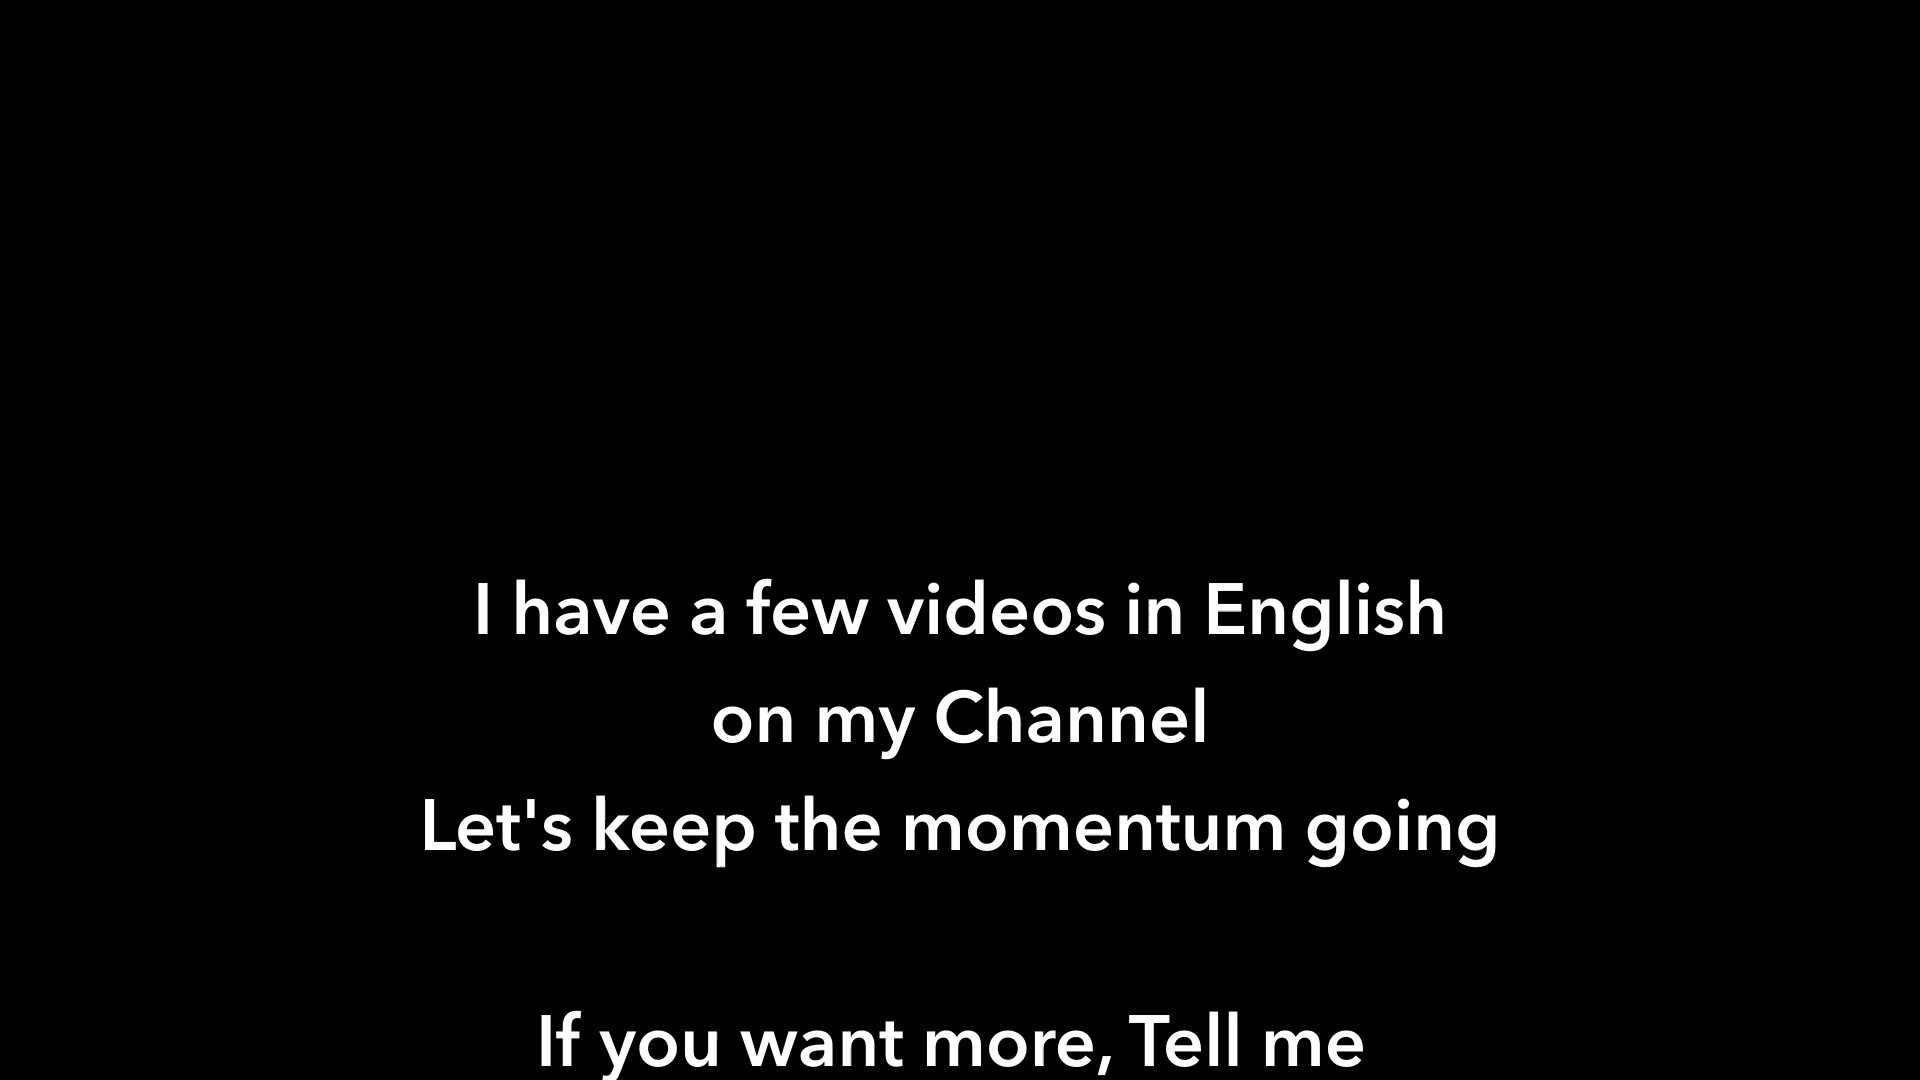 I have a few videos in English
on my Channel
Let's keep the momentum going
If you want more, Tell me